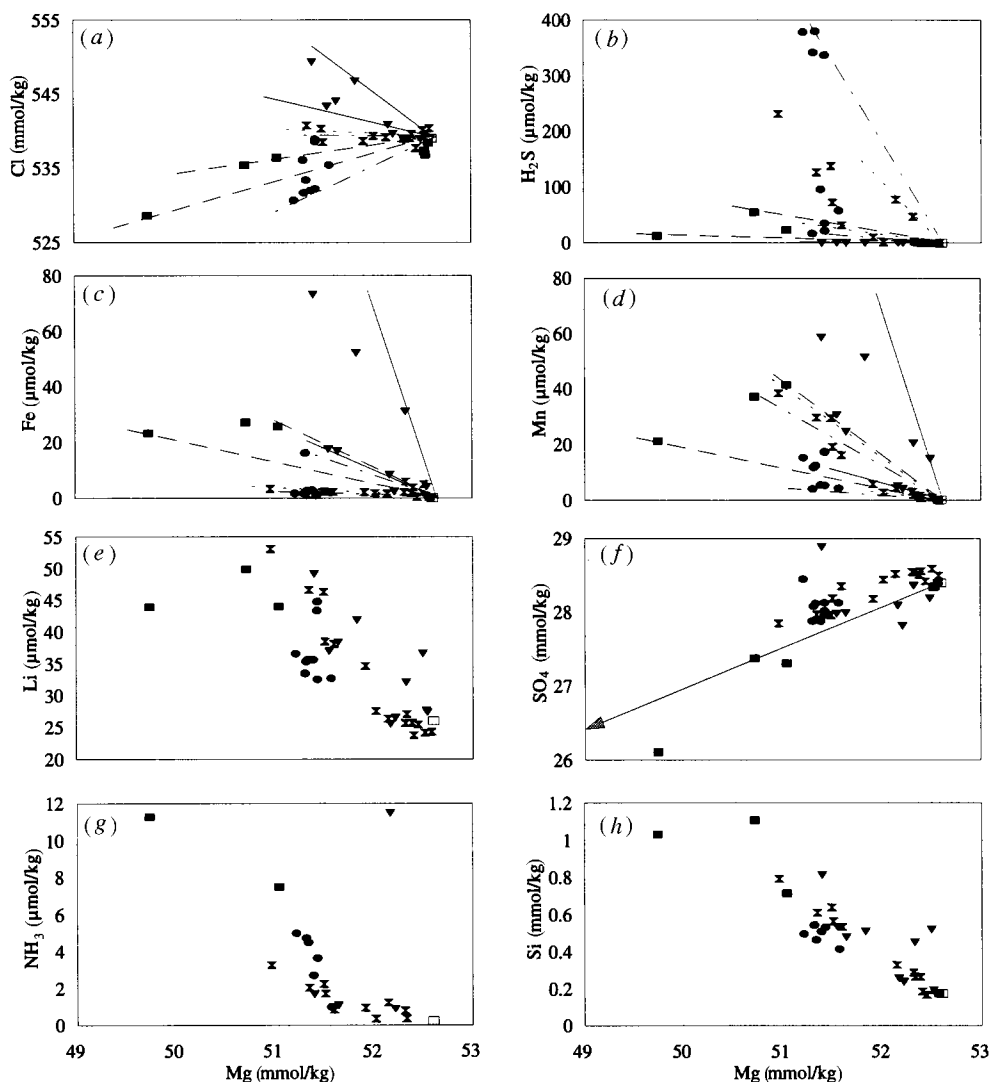 (a)
555
545
535
525
Cl (mmol/kg)
(b)
400
300
200
100
0
H₂S (μmol/kg)
(c)
80
60
40
20
0
Fe (μmol/kg)
(d)
80
60
40
20
0
Mn (μmol/kg)
(e)
55
50
45
40
35
30
25
20
Li (μmol/kg)
(f)
29
28
27
26
SO₄ (mmol/kg)
(g)
12
10
8
6
4
2
0
NH₃ (μmol/kg)
49 50 51 52 53
Mg (mmol/kg)
(h)
1.2
1
0.8
0.6
0.4
0.2
0
Si (mmol/kg)
49 50 51 52 53
Mg (mmol/kg)